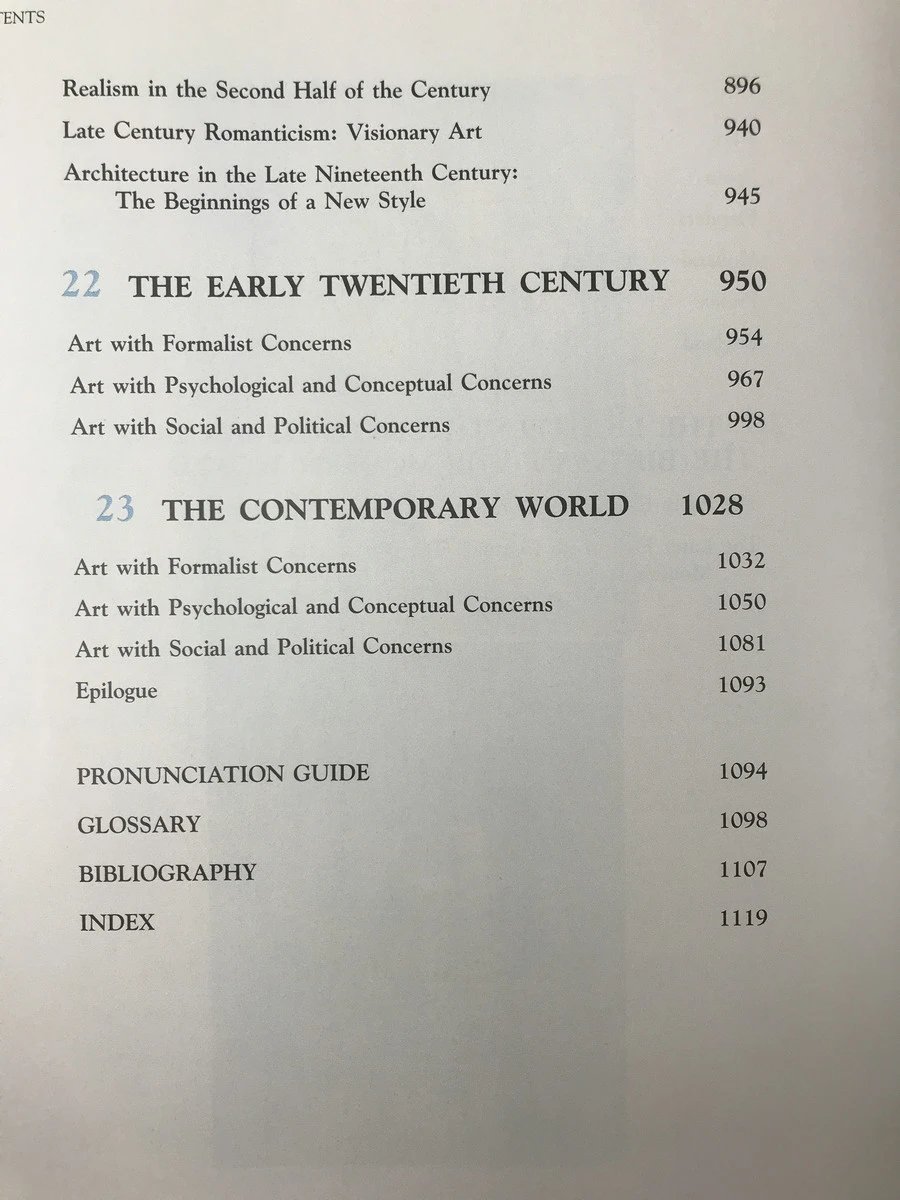 TENTS
Realism in the Second Half of the Century 896
Late Century Romanticism: Visionary Art 940
Architecture in the Late Nineteenth Century:
The Beginnings of a New Style 945
22 THE EARLY TWENTIETH CENTURY 950
Art with Formalist Concerns 954
Art with Psychological and Conceptual Concerns 967
Art with Social and Political Concerns 998
23 THE CONTEMPORARY WORLD 1028
Art with Formalist Concerns 1032
Art with Psychological and Conceptual Concerns 1050
Art with Social and Political Concerns 1081
Epilogue 1093
PRONUNCIATION GUIDE 1094
GLOSSARY 1098
BIBLIOGRAPHY 1107
INDEX 1119